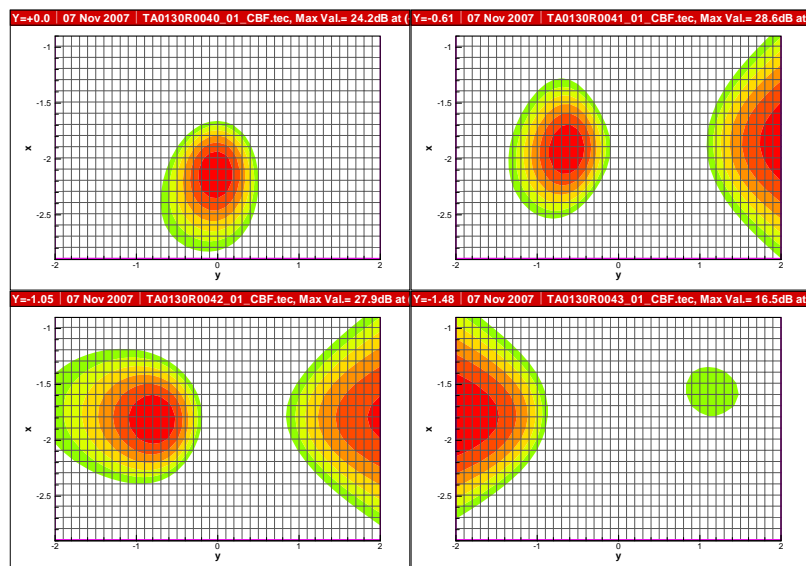 Y=+0.0 07 Nov 2007 TA0130R0040_01_CBF.tec, Max Val.= 24.2dB at (
-1
-1.5
-2
-2.5
x
-2 -1 0 1 2
y
Y=-0.61 07 Nov 2007 TA0130R0041_01_CBF.tec, Max Val.= 28.6dB at
-1
-1.5
-2
-2.5
x
-2 -1 0 1 2
y
Y=-1.05 07 Nov 2007 TA0130R0042_01_CBF.tec, Max Val.= 27.9dB at
-1
-1.5
-2
-2.5
x
-2 -1 0 1 2
y
Y=-1.48 07 Nov 2007 TA0130R0043_01_CBF.tec, Max Val.= 16.5dB at
-1
-1.5
-2
-2.5
x
-2 -1 0 1 2
y